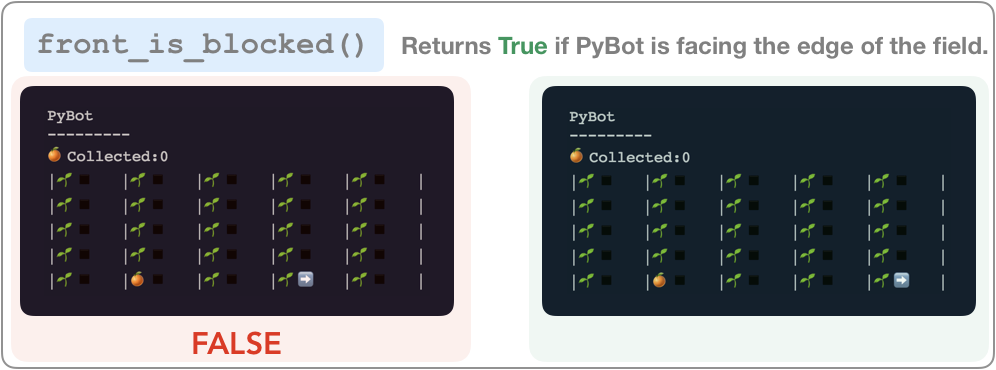 front_is_blocked()
Returns True if PyBot is facing the edge of the field.
PyBot
---------
🍊 Collected:0
|🌱 ◾ |🌱 ◾ |🌱 ◾ |🌱 ◾ |🌱 ◾ |
|🌱 ◾ |🌱 ◾ |🌱 ◾ |🌱 ◾ |🌱 ◾ |
|🌱 ◾ |🌱 ◾ |🌱 ◾ |🌱 ◾ |🌱 ◾ |
|🌱 ◾ |🌱 ◾ |🌱 ◾ |🌱 ◾ |🌱 ◾ |
|🌱 ◾ |🍊 ◾ |🌱 ◾ |🌱 ➡️ |🌱 ◾ |
FALSE
PyBot
---------
🍊 Collected:0
|🌱 ◾ |🌱 ◾ |🌱 ◾ |🌱 ◾ |🌱 ◾ |
|🌱 ◾ |🌱 ◾ |🌱 ◾ |🌱 ◾ |🌱 ◾ |
|🌱 ◾ |🌱 ◾ |🌱 ◾ |🌱 ◾ |🌱 ◾ |
|🌱 ◾ |🌱 ◾ |🌱 ◾ |🌱 ◾ |🌱 ◾ |
|🌱 ◾ |🍊 ◾ |🌱 ◾ |🌱 ◾ |🌱 ➡️ |